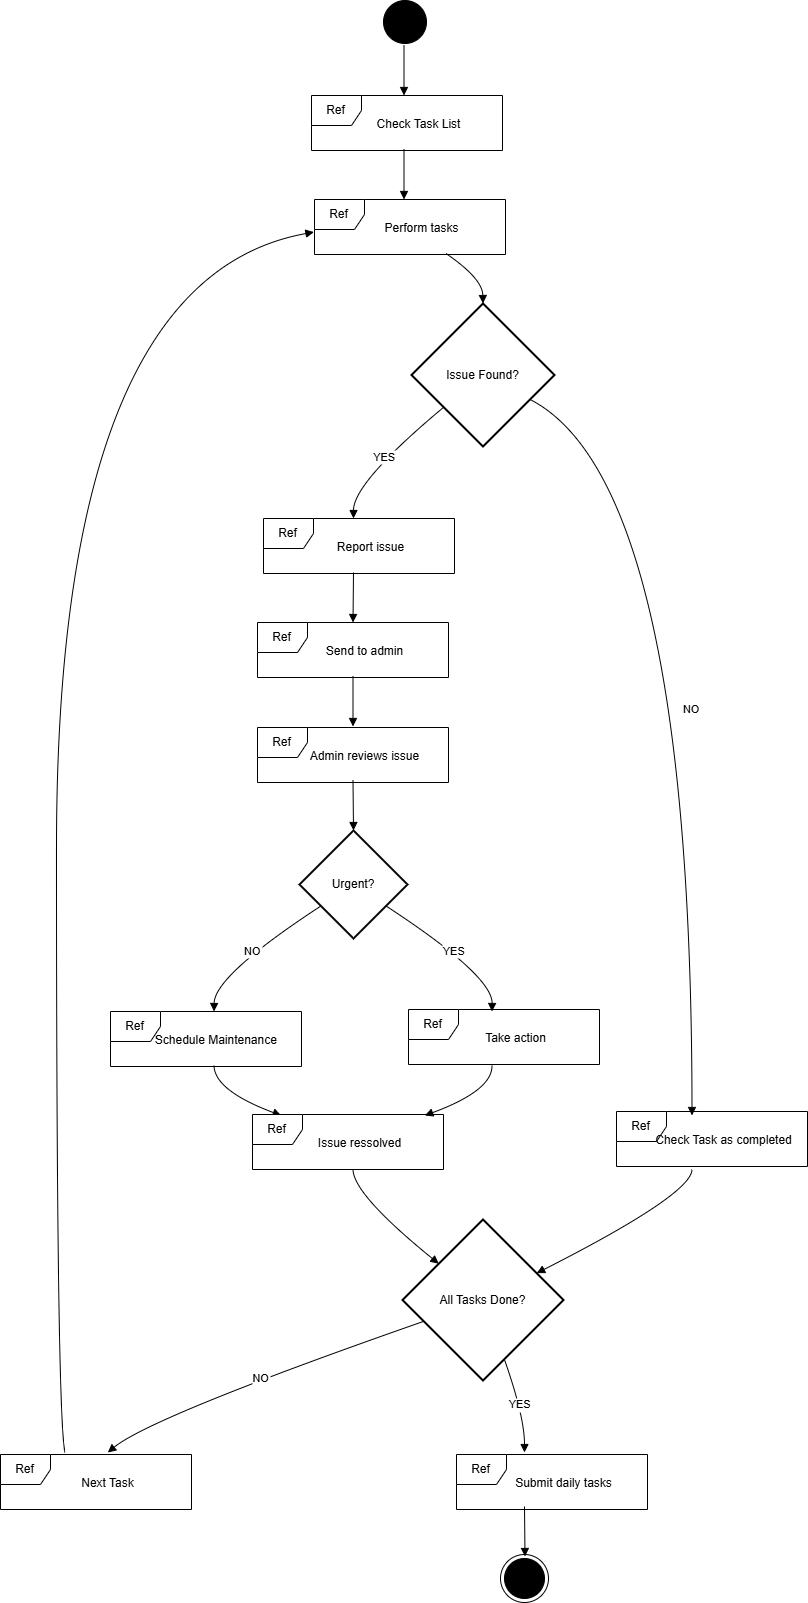 Ref
Check Task List
Ref
Perform tasks
Issue Found?
YES
NO
Ref
Report issue
Ref
Send to admin
Ref
Admin reviews issue
Urgent?
NO
YES
Ref
Schedule Maintenance
Ref
Take action
Ref
Issue ressolved
Ref
Check Task as completed
All Tasks Done?
NO
YES
Ref
Next Task
Ref
Submit daily tasks